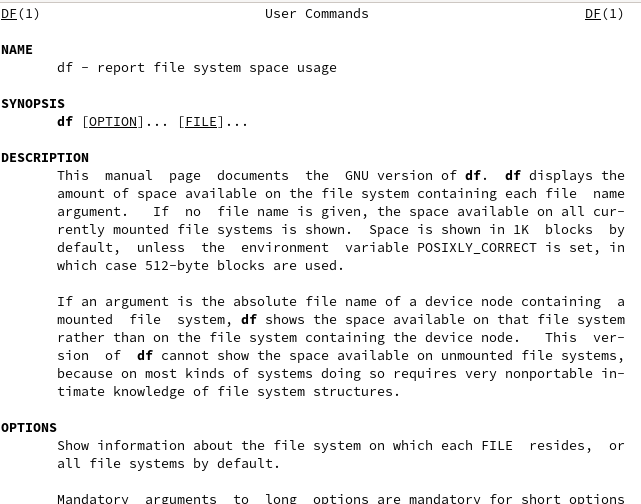 DF(1) User Commands DF(1)
NAME
df - report file system space usage
SYNOPSIS
df [OPTION]... [FILE]...
DESCRIPTION
This manual page documents the GNU version of df. df displays the
amount of space available on the file system containing each file name
argument. If no file name is given, the space available on all cur-
rently mounted file systems is shown. Space is shown in 1K blocks by
default, unless the environment variable POSIXLY_CORRECT is set, in
which case 512-byte blocks are used.
If an argument is the absolute file name of a device node containing a
mounted file system, df shows the space available on that file system
rather than on the file system containing the device node. This ver-
sion of df cannot show the space available on unmounted file systems,
because on most kinds of systems doing so requires very nonportable in-
timate knowledge of file system structures.
OPTIONS
Show information about the file system on which each FILE resides, or
all file systems by default.
Mandatory arguments to long options are mandatory for short options